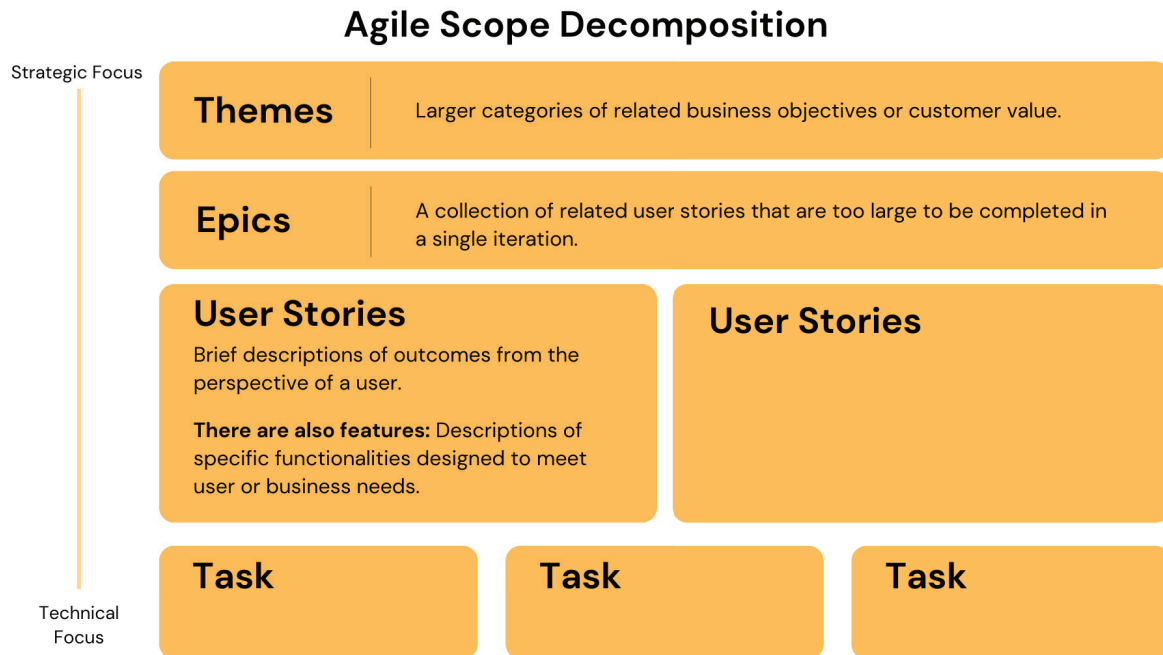 Agile Scope Decomposition
Strategic Focus
Themes
Larger categories of related business objectives or customer value.
Epics
A collection of related user stories that are too large to be completed in
a single iteration.
User Stories
Brief descriptions of outcomes from the
perspective of a user.
There are also features: Descriptions of
specific functionalities designed to meet
user or business needs.
User Stories
Task
Task
Task
Technical
Focus